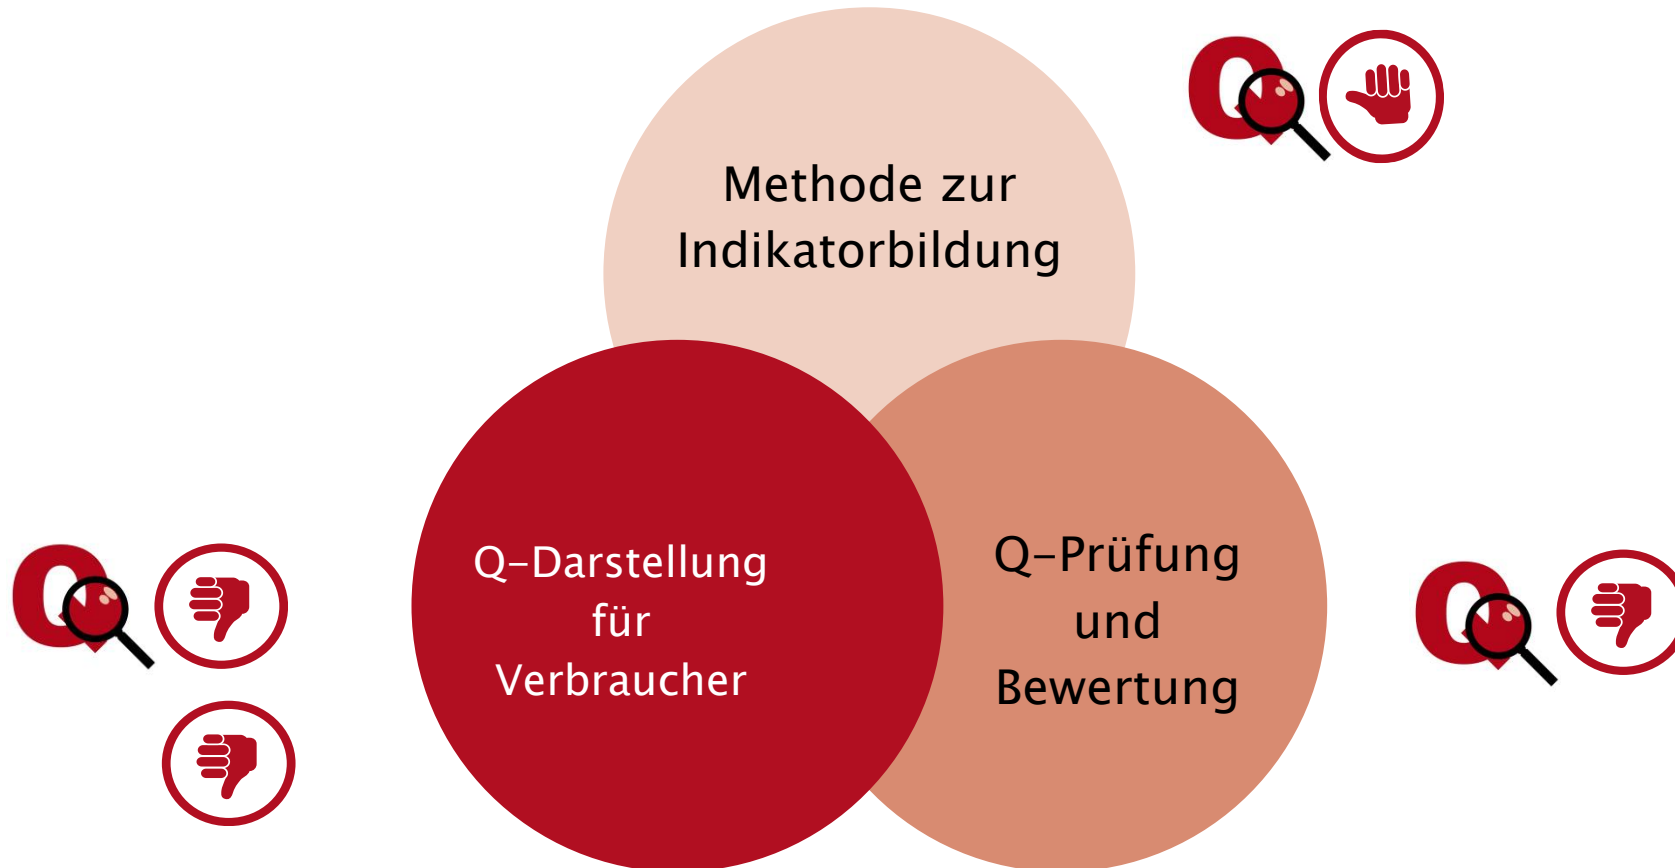 Methode zur
Indikatorbildung
Q-Darstellung
für
Verbraucher
Q-Prüfung
und
Bewertung
Q
Q
Q